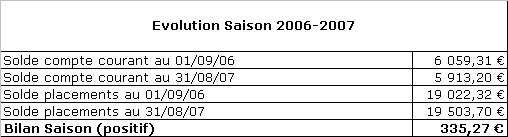 Evolution Saison 2006-2007
Solde compte courant au 01/09/06 6 059,31 €
Solde compte courant au 31/08/07 5 913,20 €
Solde placements au 01/09/06 19 022,32 €
Solde placements au 31/08/07 19 503,70 €
Bilan Saison (positif) 335,27 €